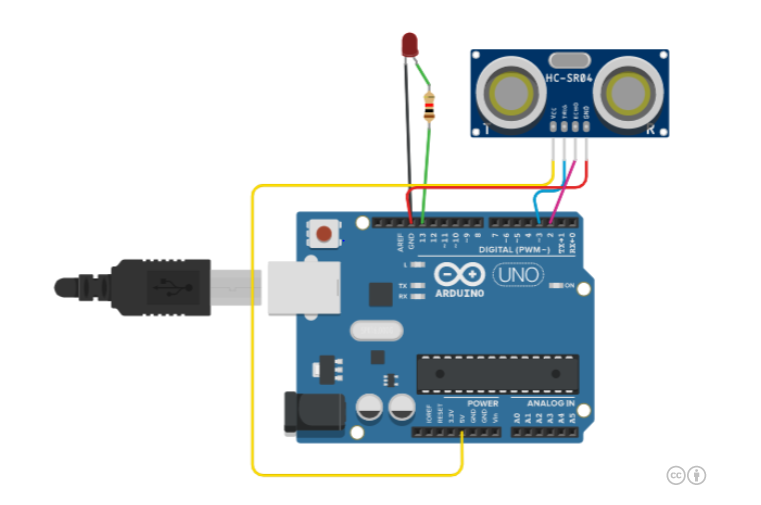 HC-SR04
VCC
TRIG
ECHO
GND
T
R
AREF
GND
13
12
~11
~10
~9
8
7
~6
~5
4
~3
2
TX→1
RX←0
DIGITAL (PWM~)
L
TX
RX
ARDUINO
UNO
ON
POWER
ANALOG IN
IOREF
RESET
3.3V
5V
GND
GND
Vin
A0
A1
A2
A3
A4
A5
cc